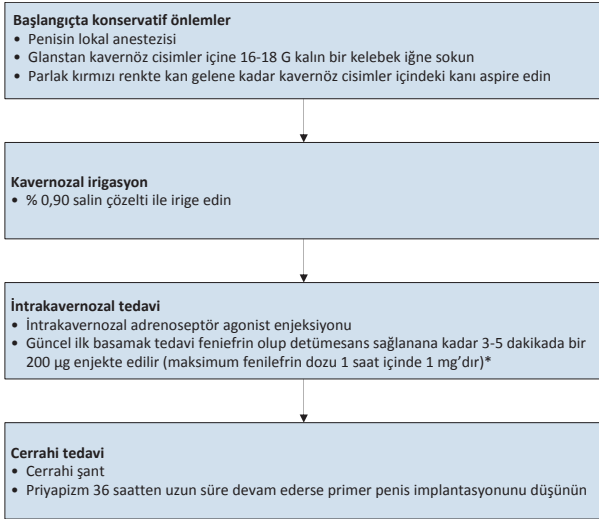 Başlangıçta konservatif önlemler
• Penisin lokal anestezisi
• Glanstan kavernöz cisimler içine 16-18 G kalın bir kelebek iğne sokun
• Parlak kırmızı renkte kan gelene kadar kavernöz cisimler içindeki kanı aspire edin
Kavernozal irigasyon
• % 0,90 salin çözelti ile irige edin
İntrakavernozal tedavi
• İntrakavernozal adrenoseptör agonist enjeksiyonu
• Güncel ilk basamak tedavi feniefrin olup detümesans sağlanana kadar 3-5 dakikada bir
200 µg enjekte edilir (maksimum fenilefrin dozu 1 saat içinde 1 mg’dır)*
Cerrahi tedavi
• Cerrahi şant
• Priyapizm 36 saatten uzun süre devam ederse primer penis implantasyonunu düşünün